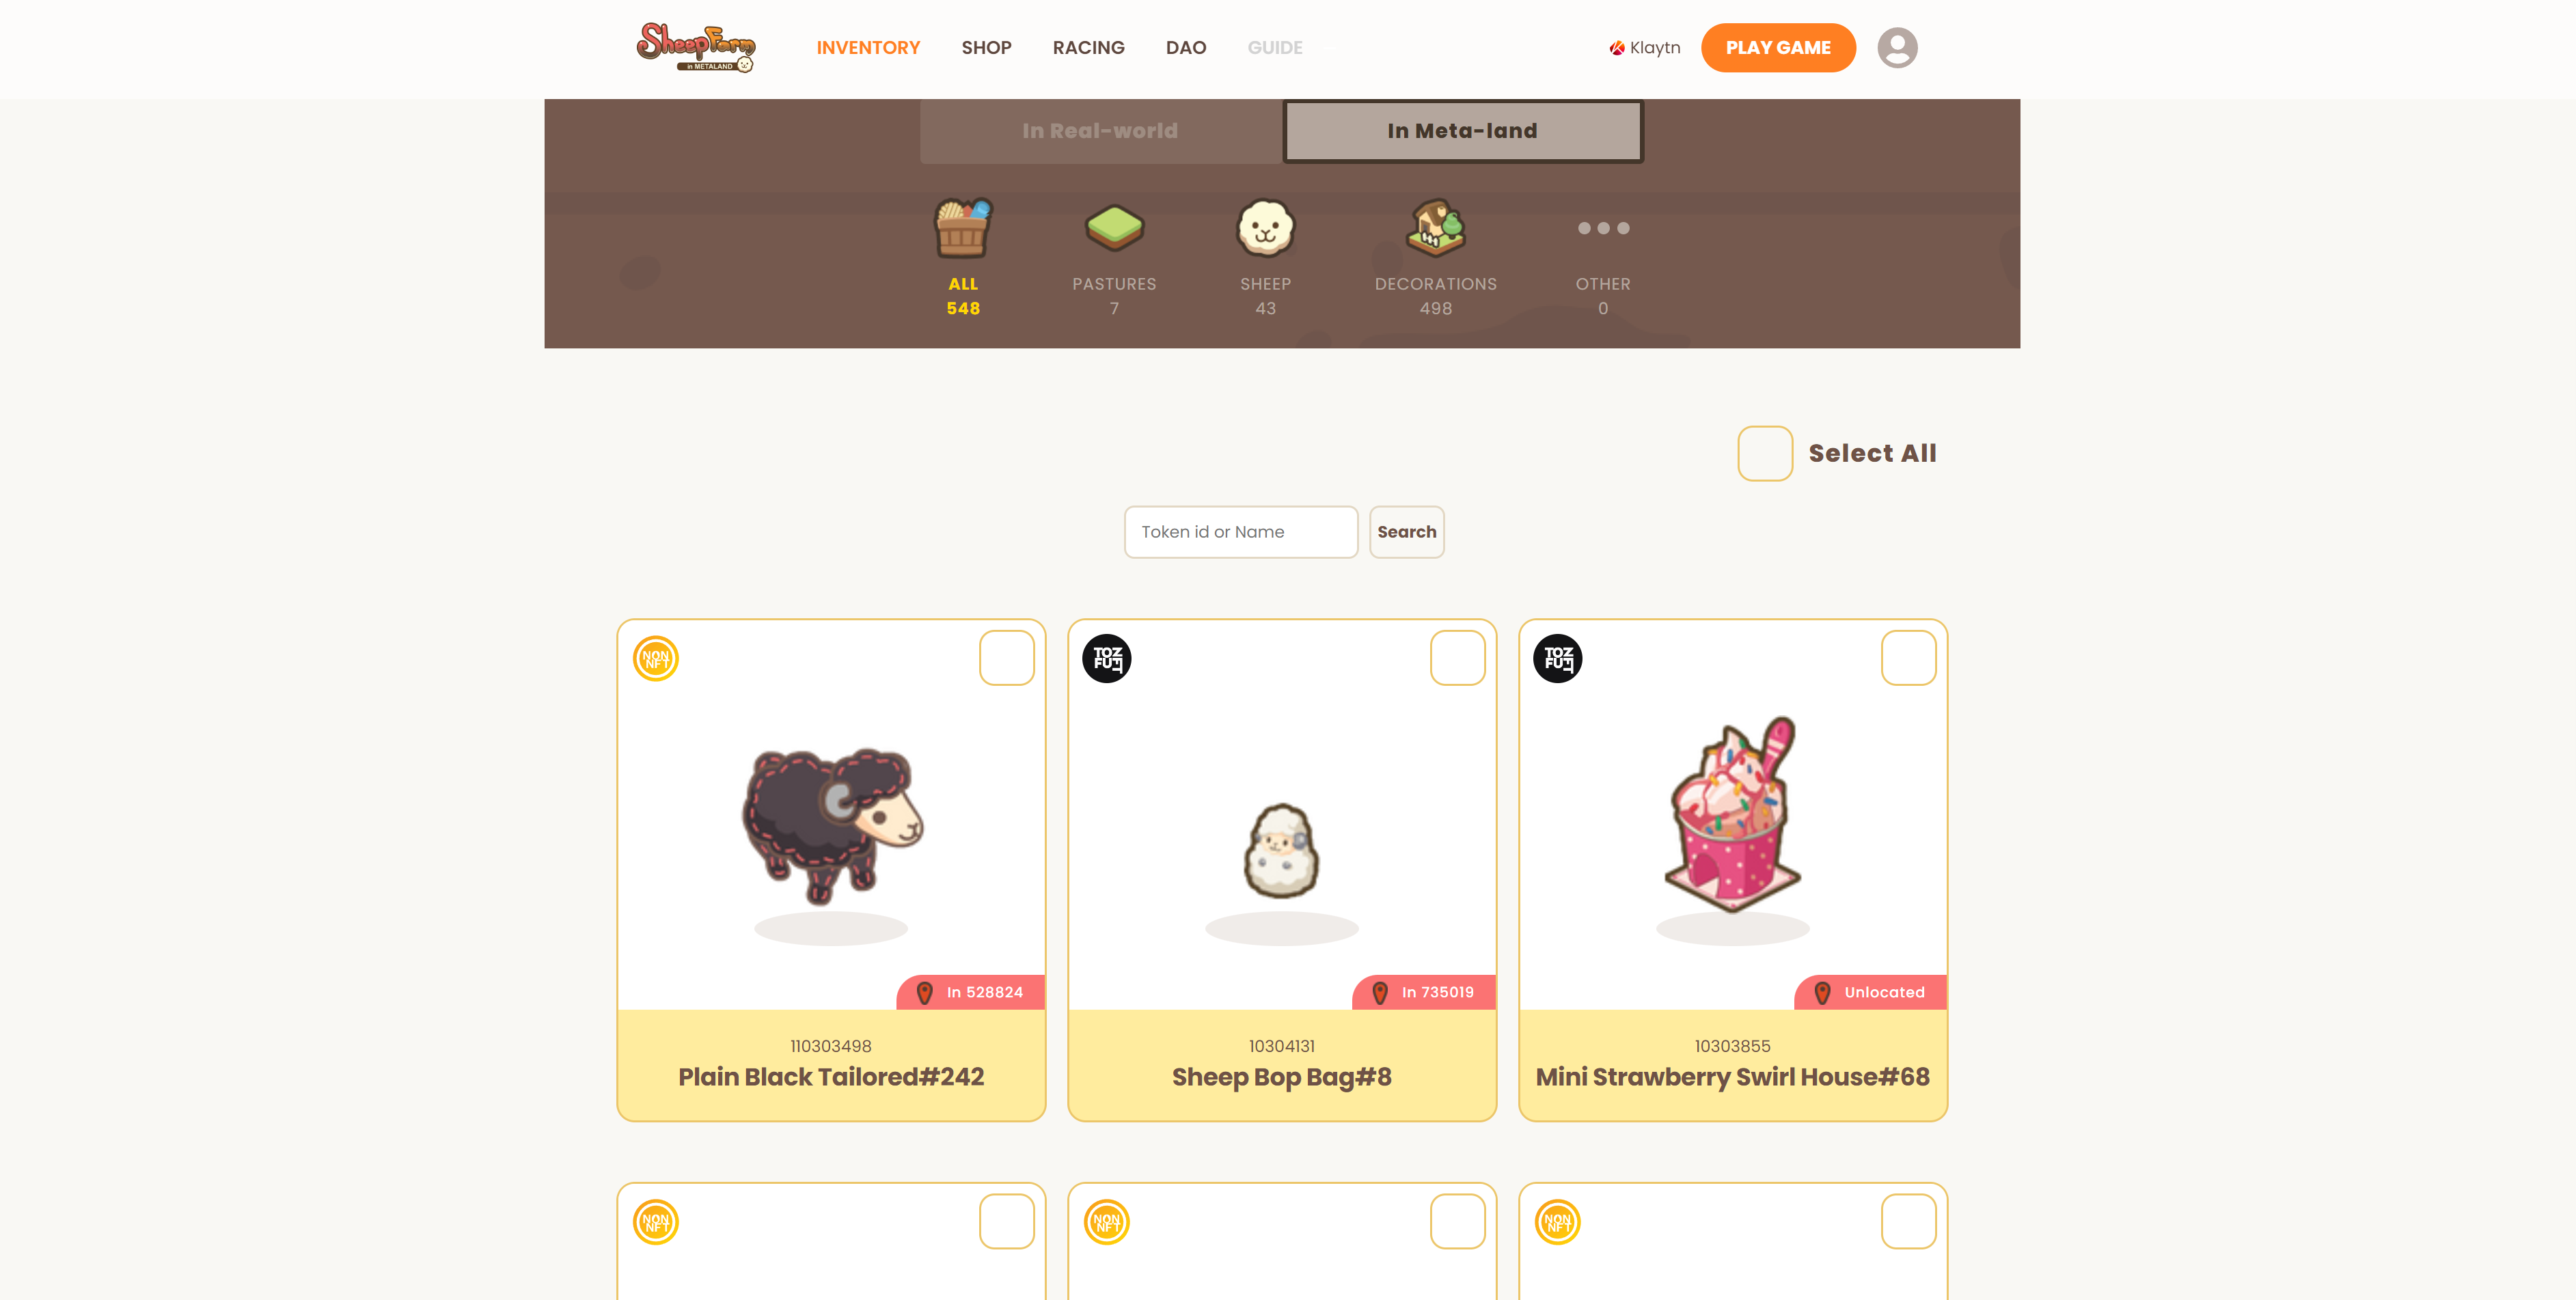 SheepFarm
in METALAND
INVENTORY SHOP RACING DAO GUIDE
Klaytn PLAY GAME
In Real-world In Meta-land
ALL PASTURES SHEEP DECORATIONS OTHER
548 7 43 498 0
Select All
Token id or Name Search
NON
NFT
TOZ
FUFT
TOZ
FUFT
In 528824 In 735019 Unlocated
110303498 10304131 10303855
Plain Black Tailored#242 Sheep Bop Bag#8 Mini Strawberry Swirl House#68
NON
NFT
NON
NFT
NON
NFT